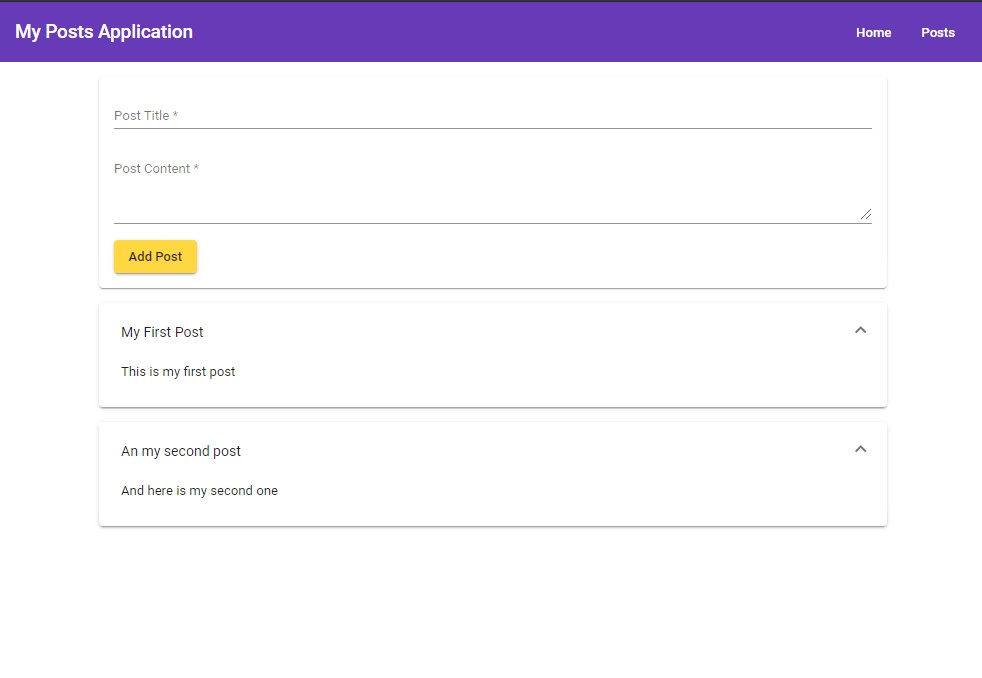 My Posts Application
Home Posts
Post Title *
Post Content *
Add Post
My First Post
This is my first post
An my second post
And here is my second one